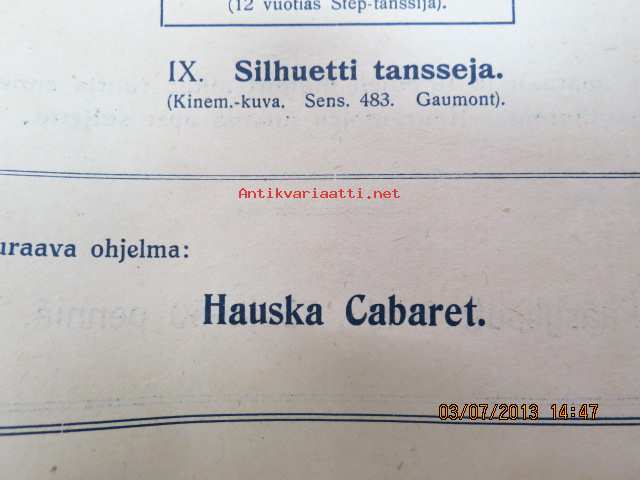 (12 vuotias Step-tanssija).
IX. Silhuetti tansseja.
(Kinem.-kuva. Sens. 483. Gaumont).
Antikvariaatti.net
uraava ohjelma:
Hauska Cabaret.
03/07/2013 14:47